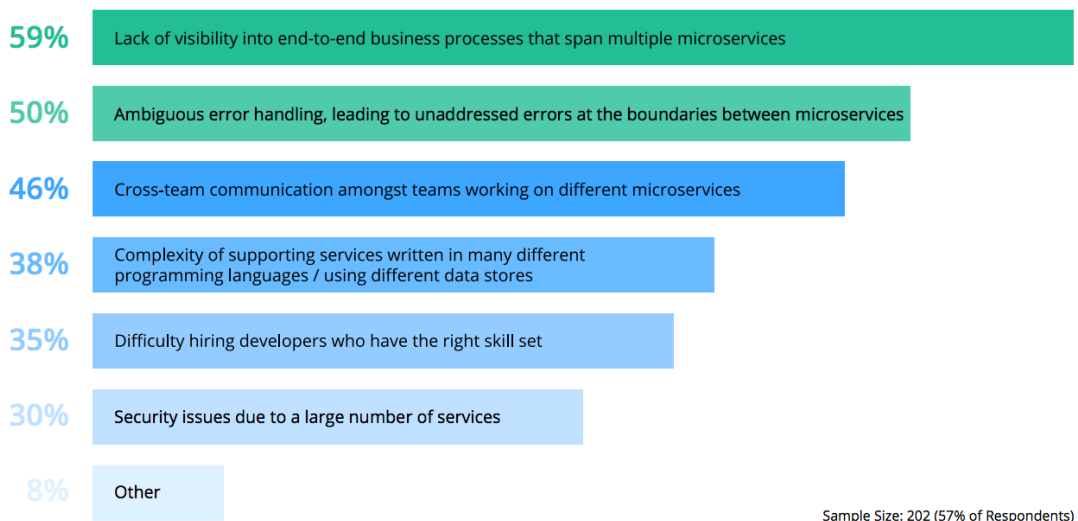 59% Lack of visibility into end-to-end business processes that span multiple microservices
50% Ambiguous error handling, leading to unaddressed errors at the boundaries between microservices
46% Cross-team communication amongst teams working on different microservices
38% Complexity of supporting services written in many different
programming languages / using different data stores
35% Difficulty hiring developers who have the right skill set
30% Security issues due to a large number of services
8% Other
Sample Size: 202 (57% of Respondents)